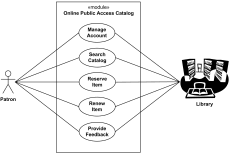 «module»
Online Public Access Catalog
Manage
Account
Search
Catalog
Reserve
Item
Renew
Item
Provide
Feedback
Patron
Library